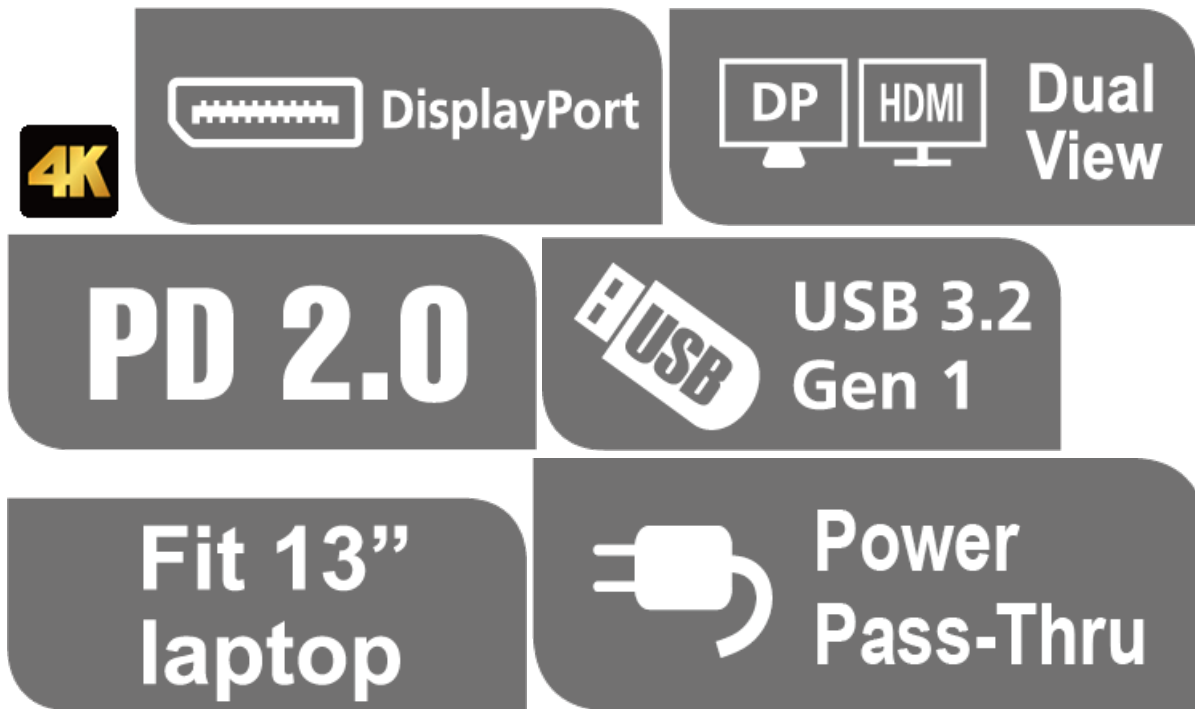 4K
DisplayPort
DP
HDMI
Dual
View
PD 2.0
USB
USB 3.2
Gen 1
Fit 13”
laptop
Power
Pass-Thru